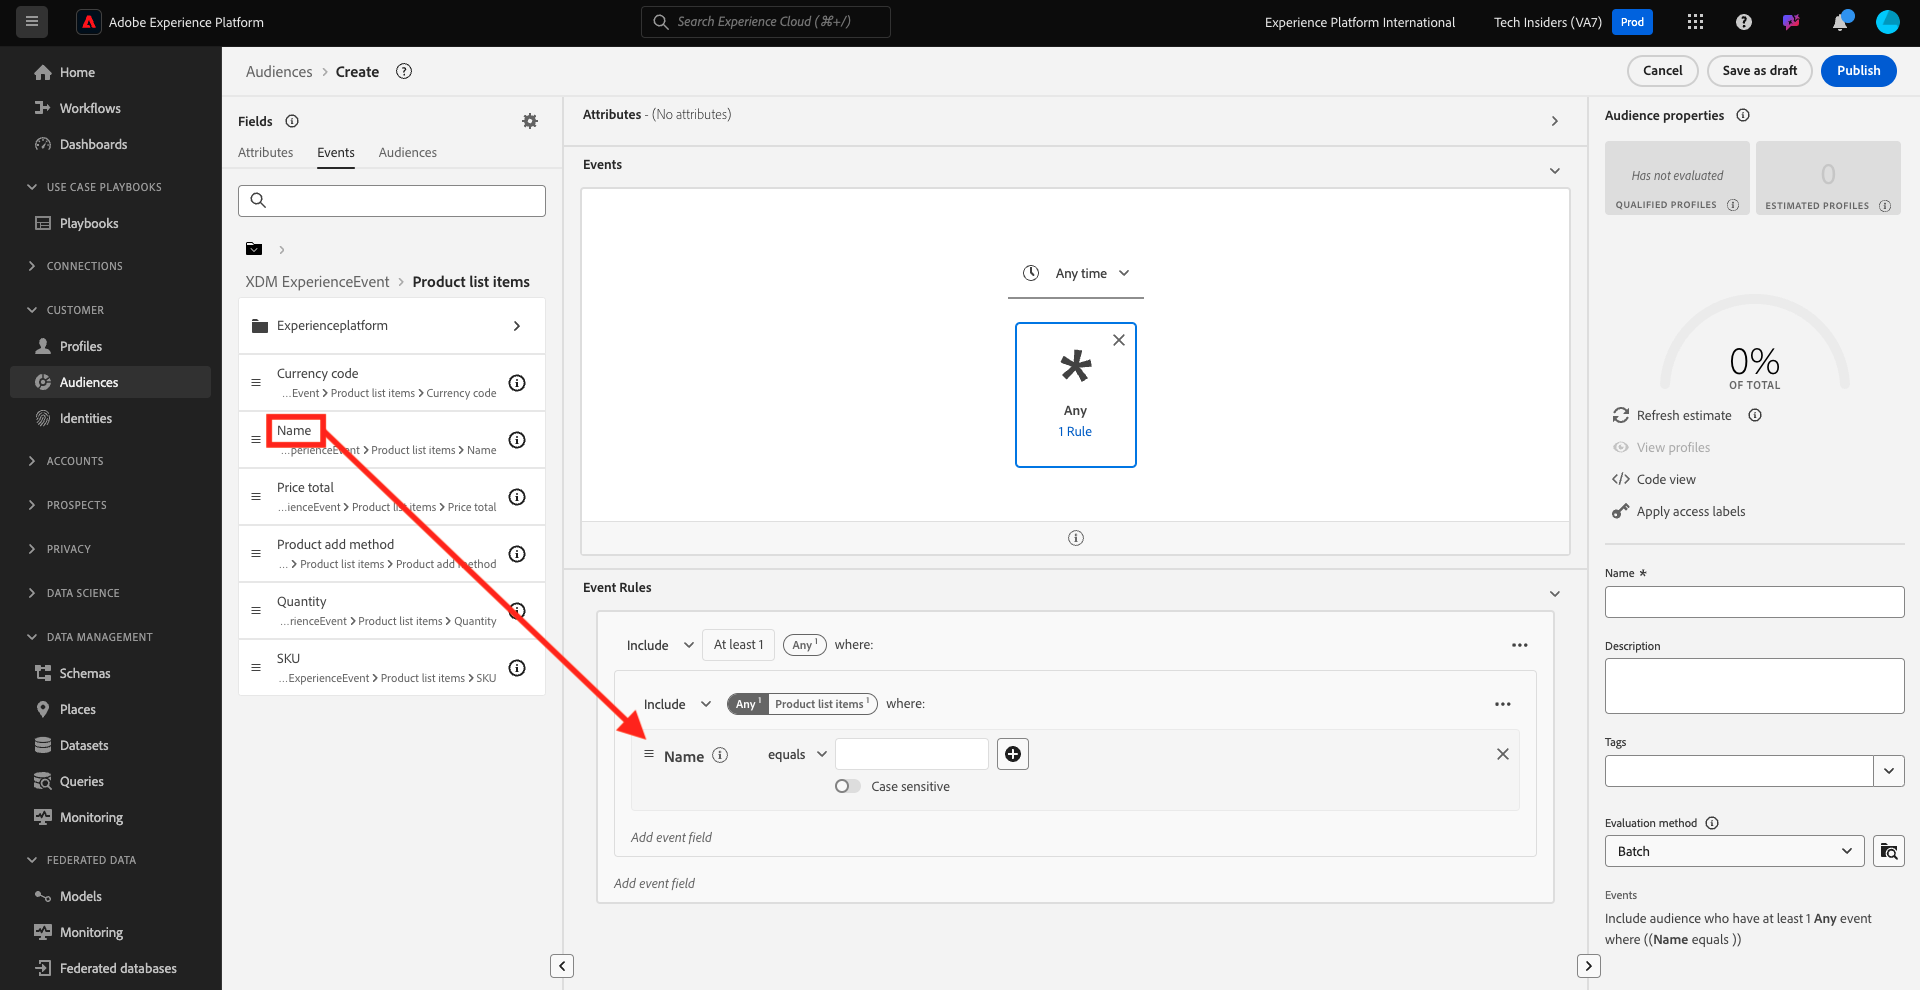 Adobe Experience Platform
Search Experience Cloud (⌘+/)
Experience Platform International
Tech Insiders (VA7)
Prod
Home
Workflows
Dashboards
USE CASE PLAYBOOKS
Playbooks
CONNECTIONS
CUSTOMER
Profiles
Audiences
Identities
ACCOUNTS
PROSPECTS
PRIVACY
DATA SCIENCE
DATA MANAGEMENT
Schemas
Places
Datasets
Queries
Monitoring
FEDERATED DATA
Models
Monitoring
Federated databases
Audiences > Create
Cancel
Save as draft
Publish
Fields
Attributes
Events
Audiences
XDM ExperienceEvent > Product list items
Experienceplatform
Currency code
...Event > Product list items > Currency code
Name
...perienceEvent > Product list items > Name
Price total
...ienceEvent > Product list items > Price total
Product add method
... > Product list items > Product add method
Quantity
...rienceEvent > Product list items > Quantity
SKU
...ExperienceEvent > Product list items > SKU
Attributes - (No attributes)
Events
Any time
Any
1 Rule
Event Rules
Include At least 1 Any 1 where:
Include Any 1 Product list items 1 where:
Name equals
Case sensitive
Add event field
Add event field
Audience properties
Has not evaluated
QUALIFIED PROFILES
0
ESTIMATED PROFILES
0%
OF TOTAL
Refresh estimate
View profiles
Code view
Apply access labels
Name *
Description
Tags
Evaluation method
Batch
Events
Include audience who have at least 1 Any event
where ((Name equals ))